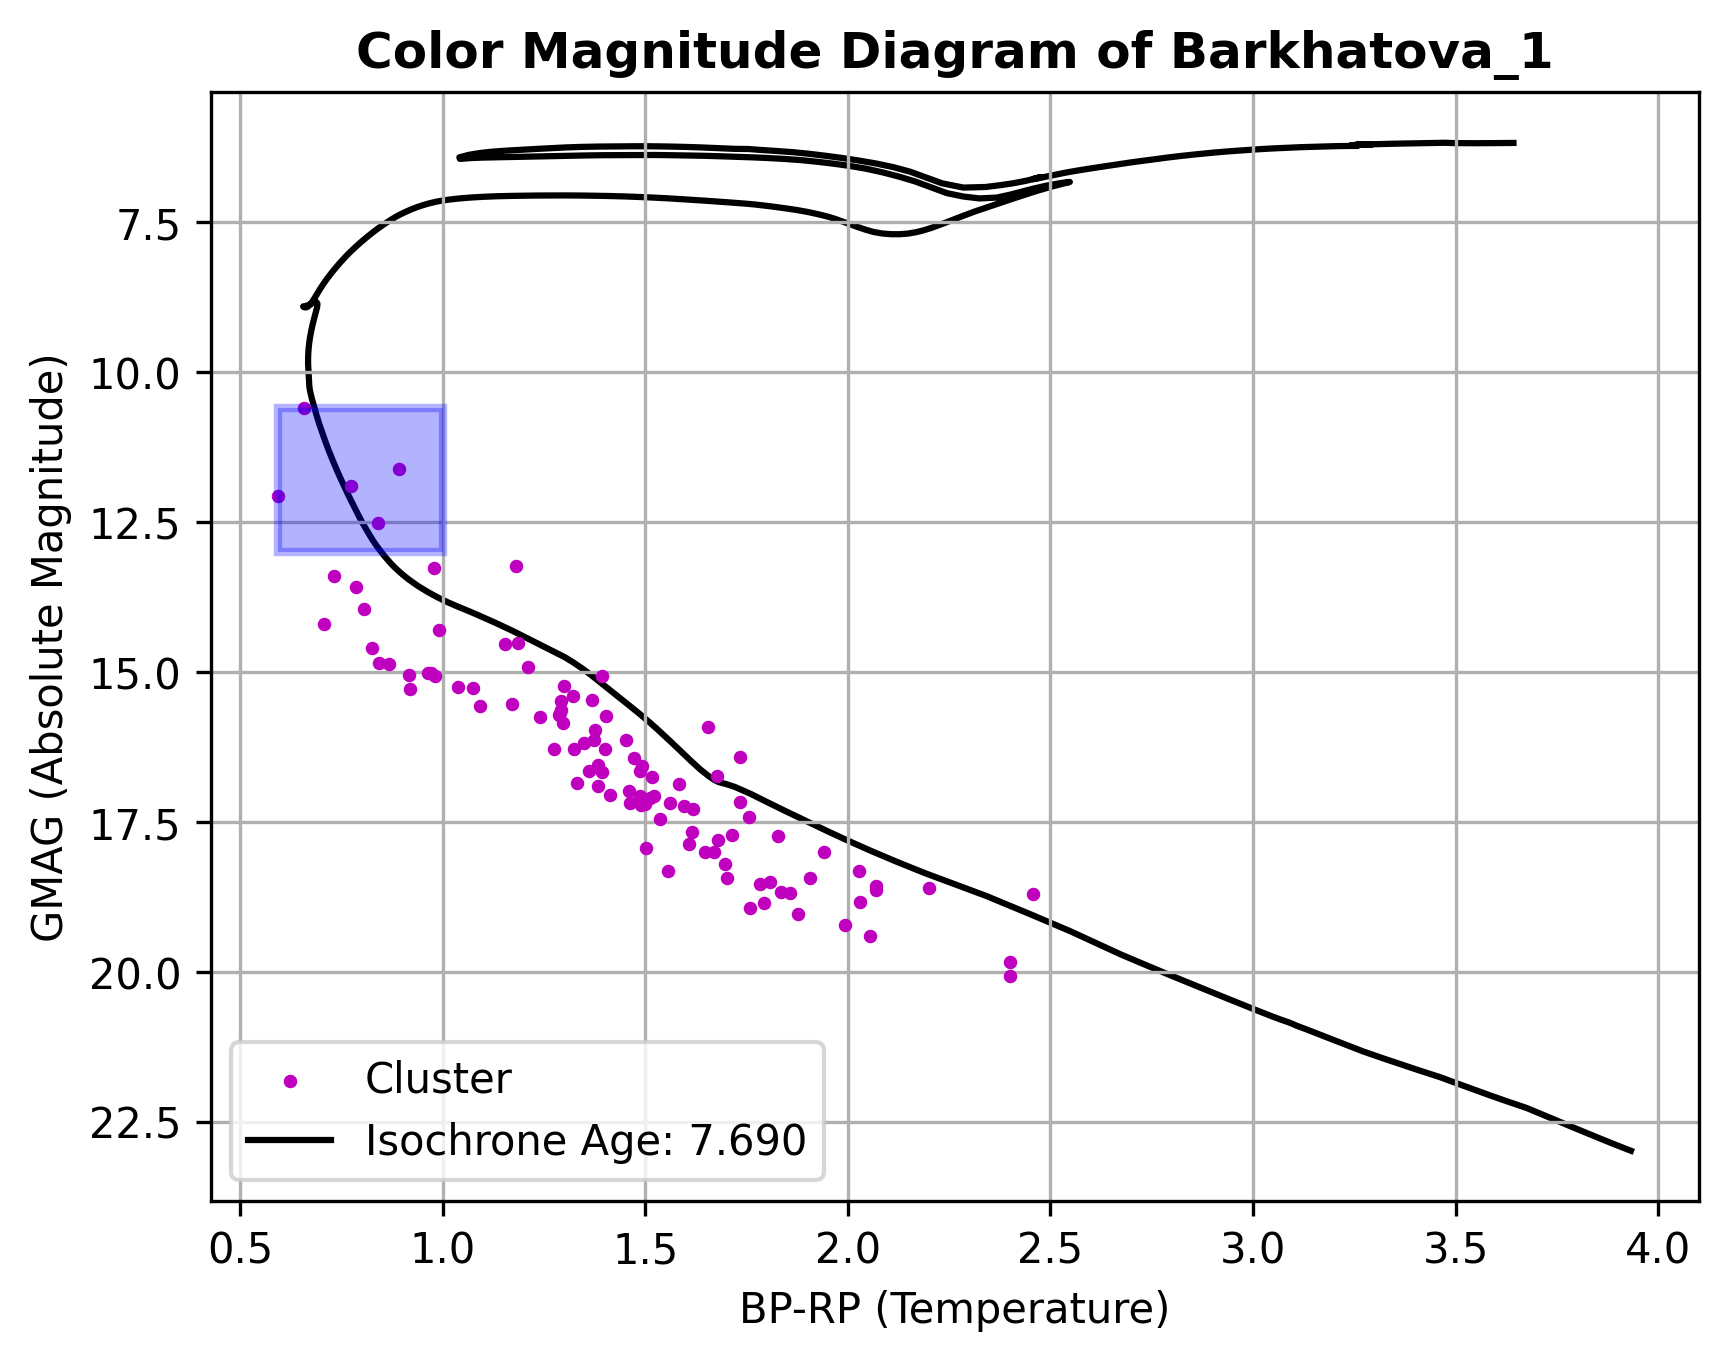 Color Magnitude Diagram of Barkhatova_1
GMAG (Absolute Magnitude)
7.5
10.0
12.5
15.0
17.5
20.0
22.5
Cluster
Isochrone Age: 7.690
0.5 1.0 1.5 2.0 2.5 3.0 3.5 4.0
BP-RP (Temperature)